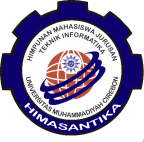 HIMPUNAN MAHASISWA JURUSAN
TEKNIK INFORMATIKA
UNIVERSITAS MUHAMMADIYAH CIREBON
HIMASANTIKA